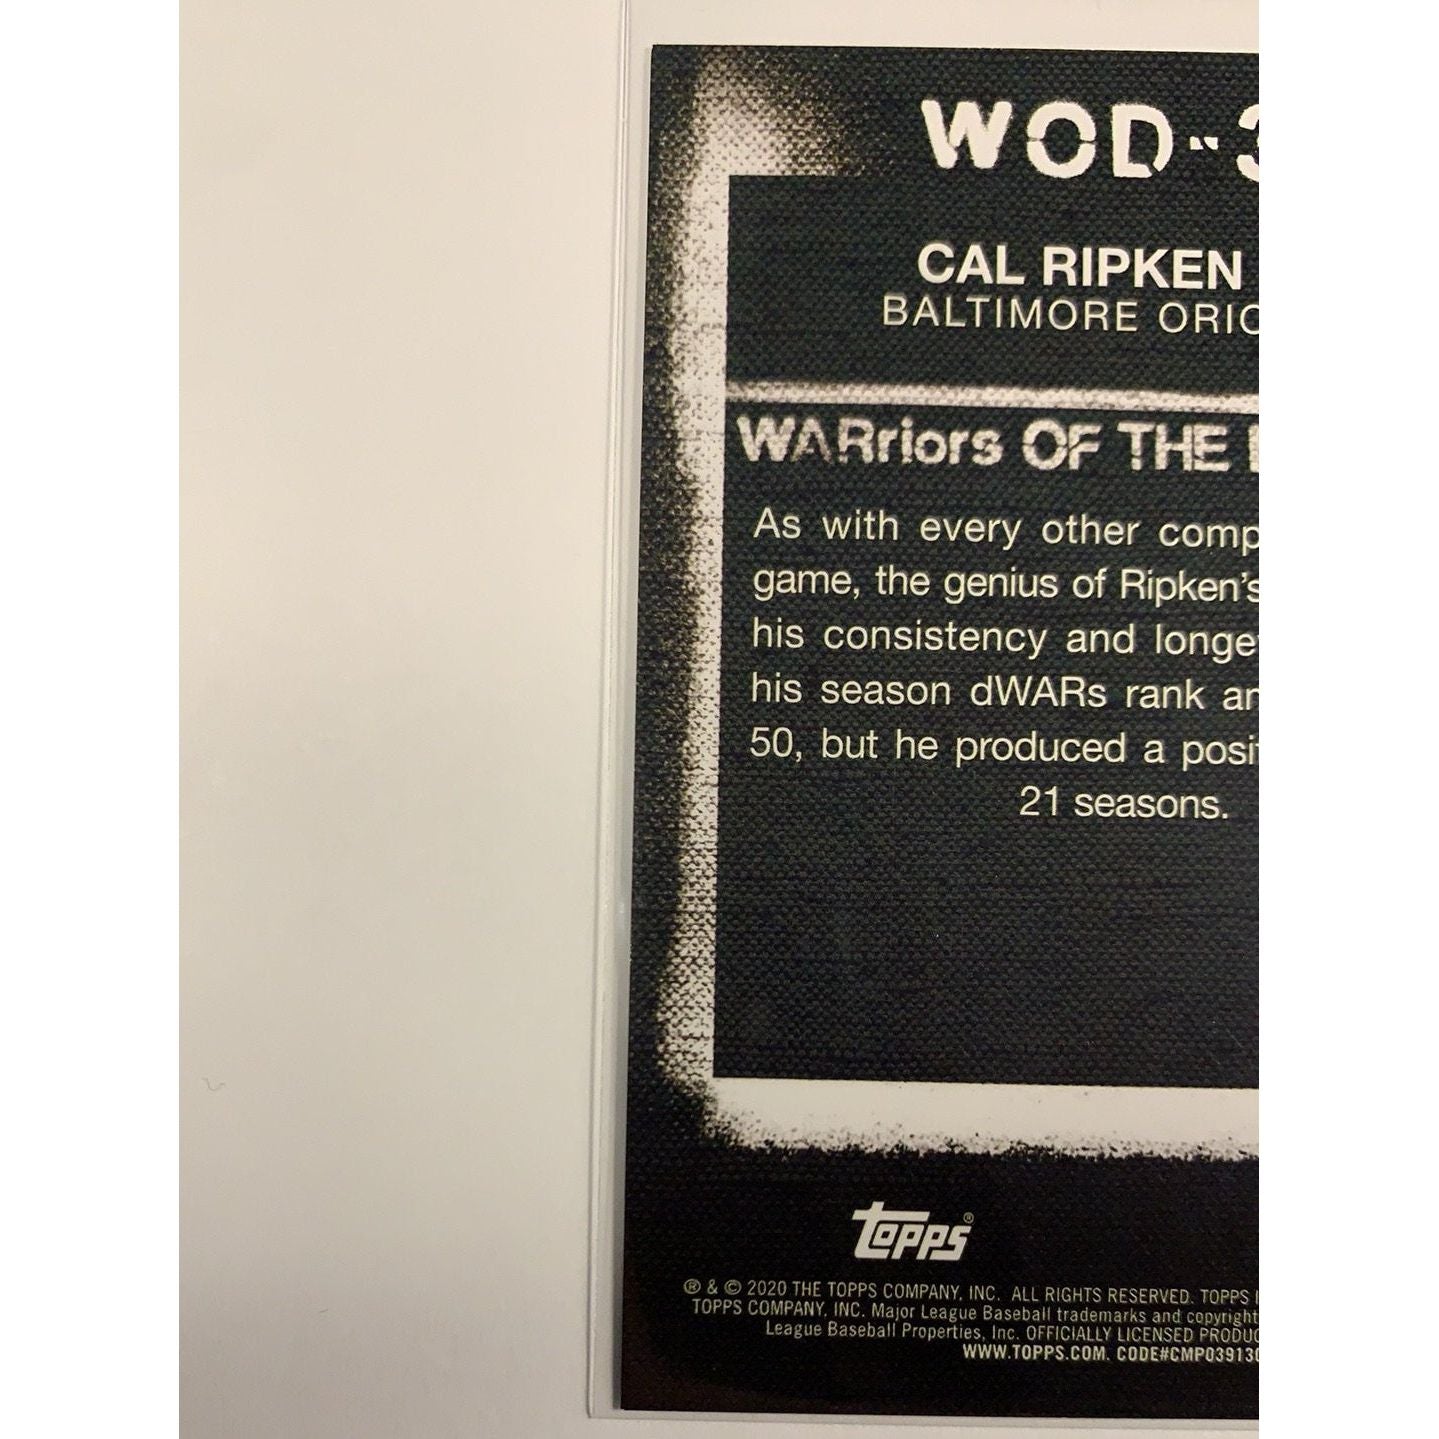 WOD-3
CAL RIPKEN
BALTIMORE ORIO
WARriors OF THE
As with every other comp
game, the genius of Ripken's
his consistency and longe
his season dWARs rank an
50, but he produced a posit
21 seasons.
TOPPS®
® & © 2020 THE TOPPS COMPANY, INC. ALL RIGHTS RESERVED. TOPPS
TOPPS COMPANY, INC. Major League Baseball trademarks and copyright
League Baseball Properties, Inc. OFFICIALLY LICENSED PRODUC
WWW.TOPPS.COM. CODE#CMP039130